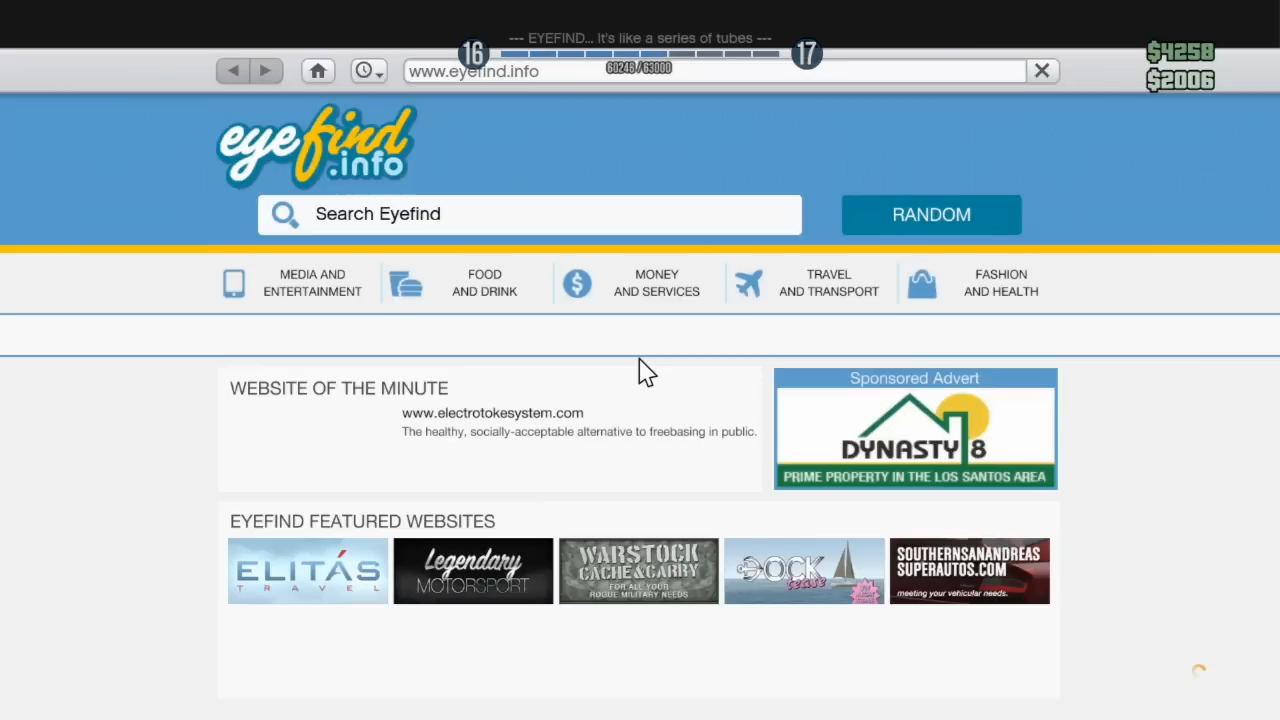 --- EYEFIND... It's like a series of tubes ---
16
17
60246 / 63000
$4258
$2006
www.eyefind.info
eyefind
.info
Search Eyefind
RANDOM
MEDIA AND
ENTERTAINMENT
FOOD
AND DRINK
MONEY
AND SERVICES
TRAVEL
AND TRANSPORT
FASHION
AND HEALTH
WEBSITE OF THE MINUTE
www.electrotokesystem.com
The healthy, socially-acceptable alternative to freebasing in public.
Sponsored Advert
DYNASTY 8
PRIME PROPERTY IN THE LOS SANTOS AREA
EYEFIND FEATURED WEBSITES
ELITÁS
TRAVEL
Legendary
MOTORSPORT
WARSTOCK
CACHE & CARRY
FOR ALL YOUR
ROGUE MILITARY NEEDS
DOCK
tease
SOUTHERNSANANDREAS
SUPERAUTOS.COM
meeting your vehicular needs.